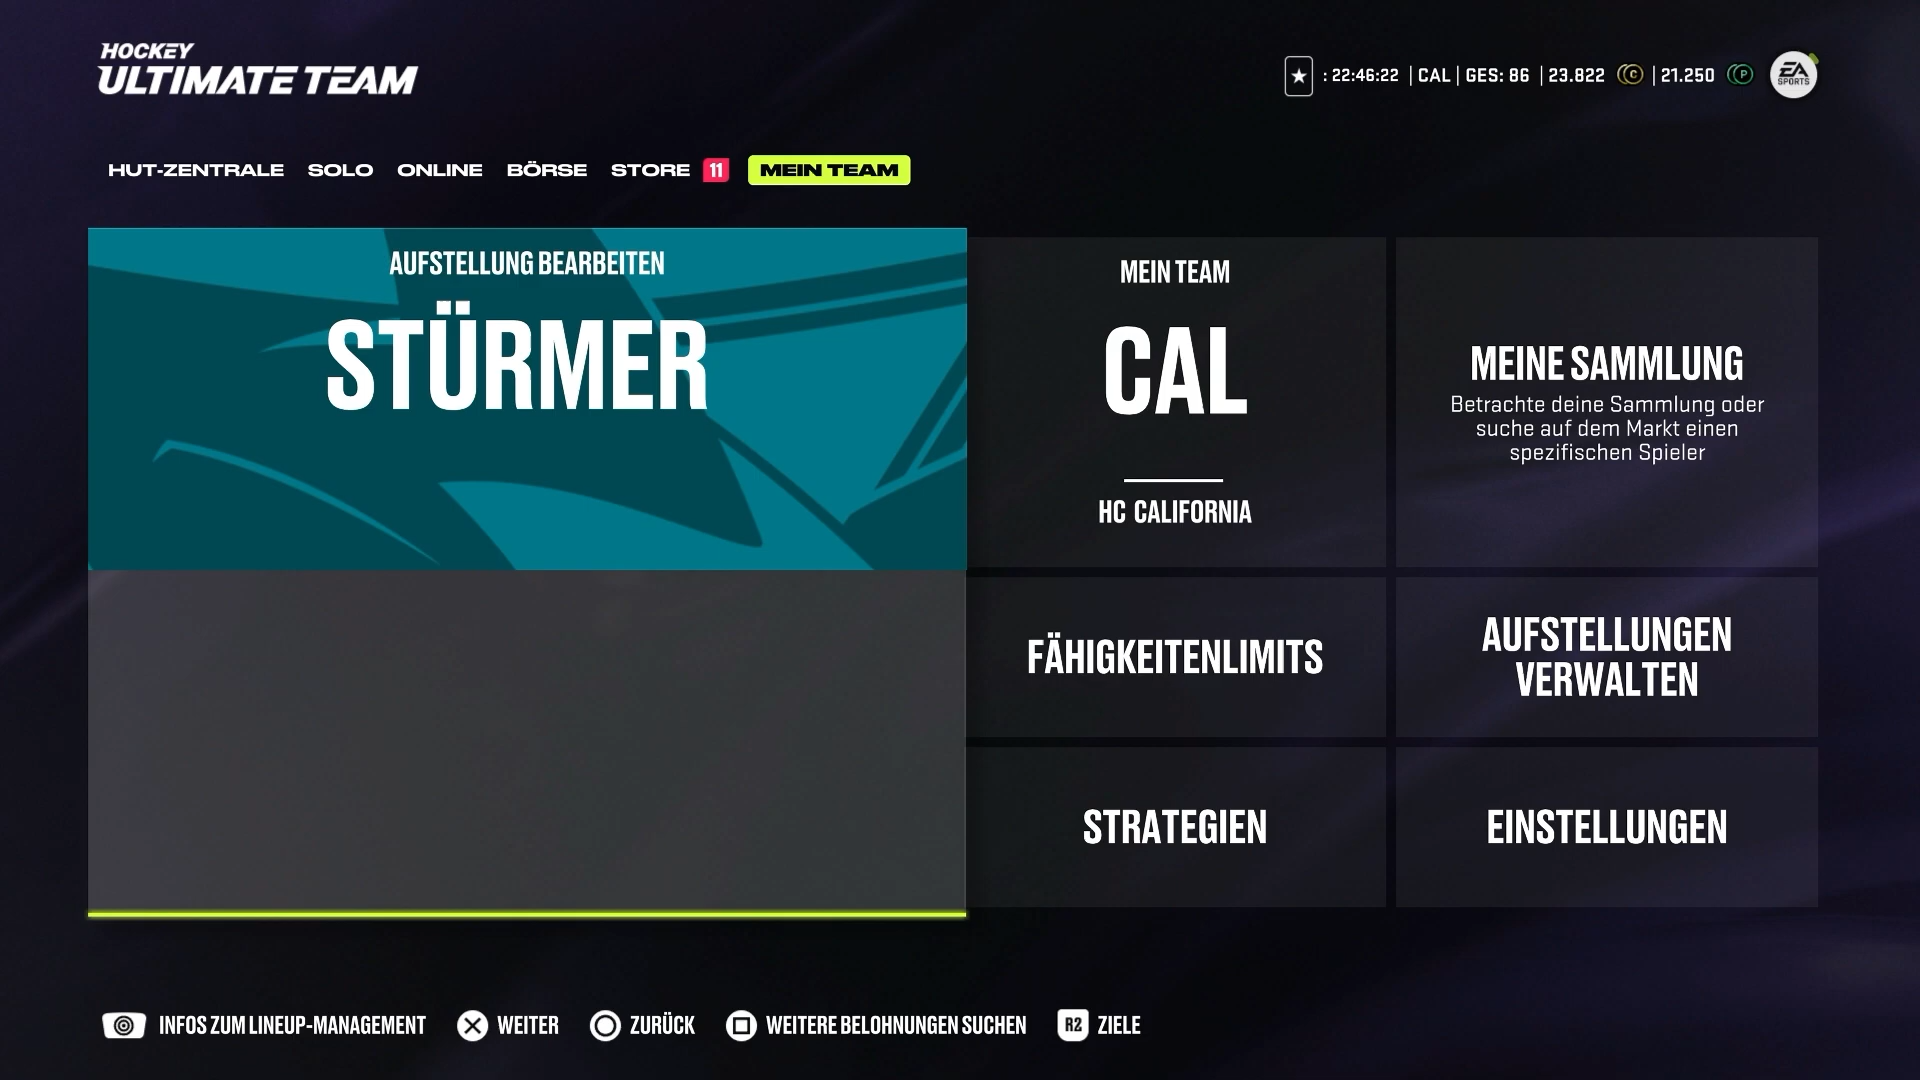 HOCKEY
ULTIMATE TEAM
: 22:46:22 | CAL | GES: 86 | 23.822 C | 21.250 P
EA
SPORTS
HUT-ZENTRALE SOLO ONLINE BÖRSE STORE 11 MEIN TEAM
AUFSTELLUNG BEARBEITEN
STÜRMER
MEIN TEAM
CAL
HC CALIFORNIA
MEINE SAMMLUNG
Betrachte deine Sammlung oder
suche auf dem Markt einen
spezifischen Spieler
FÄHIGKEITENLIMITS
AUFSTELLUNGEN
VERWALTEN
STRATEGIEN
EINSTELLUNGEN
INFOS ZUM LINEUP-MANAGEMENT WEITER ZURÜCK WEITERE BELOHNUNGEN SUCHEN R2 ZIELE